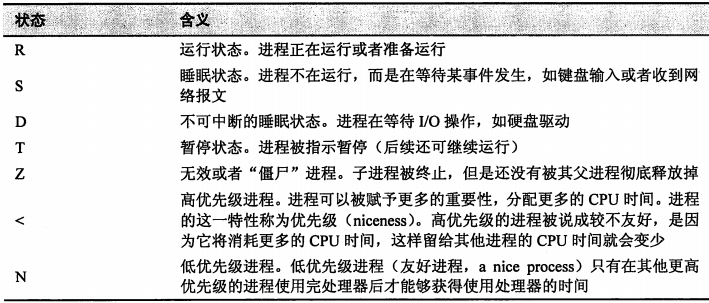 状态 含义
R 运行状态。进程正在运行或者准备运行
S 睡眠状态。进程不在运行，而是在等待某事件发生，如键盘输入或者收到网
络报文
D 不可中断的睡眠状态。进程在等待 I/O 操作，如硬盘驱动
T 暂停状态。进程被指示暂停（后续还可继续运行）
Z 无效或者“僵尸”进程。子进程被终止，但是还没有被其父进程彻底释放掉
高优先级进程。进程可以被赋予更多的重要性，分配更多的 CPU 时间。进程
< 的这一特性称为优先级（niceness）。高优先级的进程被说成较不友好，是因
为它将消耗更多的 CPU 时间，这样留给其他进程的 CPU 时间就会变少
N 低优先级进程。低优先级进程（友好进程，a nice process）只有在其他更高
优先级的进程使用完处理器后才能够获得使用处理器的时间